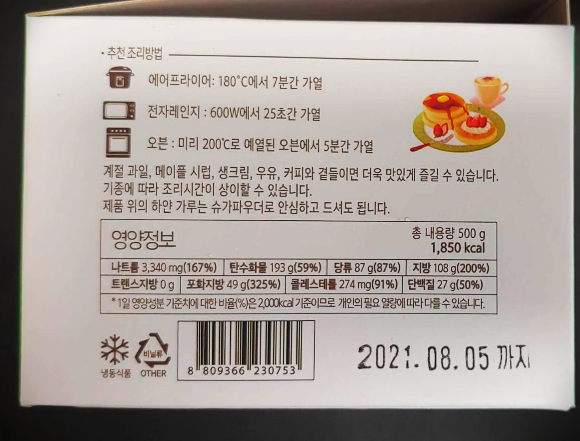 • 추천 조리방법
에어프라이어: 180˚C에서 7분간 가열
전자레인지 : 600W에서 25초간 가열
오븐 : 미리 200℃로 예열된 오븐에서 5분간 가열
계절 과일, 메이플 시럽, 생크림, 우유, 커피와 곁들이면 더욱 맛있게 즐길 수 있습니다.
기종에 따라 조리시간이 상이할 수 있습니다.
제품 위의 하얀 가루는 슈가파우더로 안심하고 드셔도 됩니다.
영양정보 총 내용량 500 g
1,850 kcal
나트륨 3,340 mg(167%) 탄수화물 193 g(59%) 당류 87 g(87%) 지방 108 g(200%)
트랜스지방 0 g 포화지방 49 g(325%) 콜레스테롤 274 mg(91%) 단백질 27 g(50%)
* 1일 영양성분 기준치에 대한 비율(%)은 2,000kcal 기준이므로 개인의 필요 열량에 따라 다를 수 있습니다.
비닐류
냉동식품 OTHER
8 809366 230753
2021.08.05 까지